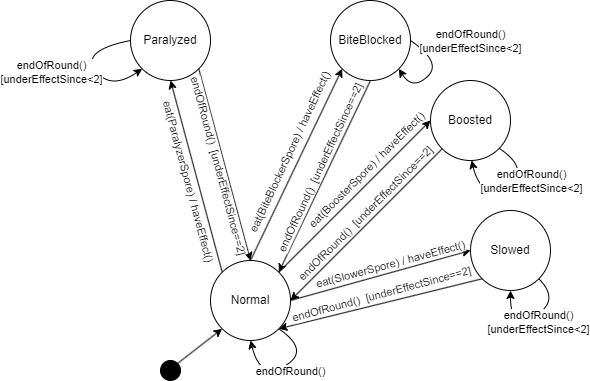 Paralyzed
endOfRound()
[underEffectSince<2]
BiteBlocked
endOfRound()
[underEffectSince<2]
Boosted
endOfRound()
[underEffectSince<2]
Slowed
endOfRound()
[underEffectSince<2]
eat(ParalyzerSpore) / haveEffect()
endOfRound() [underEffectSince==2]
eat(BiteBlockerSpore) / haveEffect()
endOfRound() [underEffectSince==2]
eat(BoosterSpore) / haveEffect()
endOfRound() [underEffectSince==2]
eat(SlowerSpore) / haveEffect()
endOfRound() [underEffectSince==2]
Normal
endOfRound()